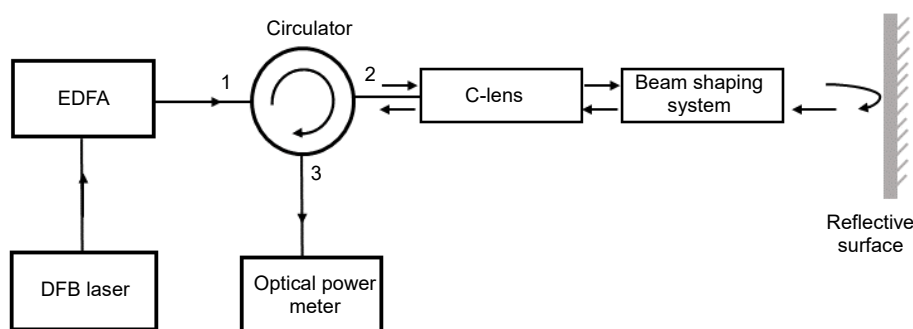 Circulator
EDFA
1
2
C-lens
Beam shaping
system
3
Reflective
surface
DFB laser
Optical power
meter